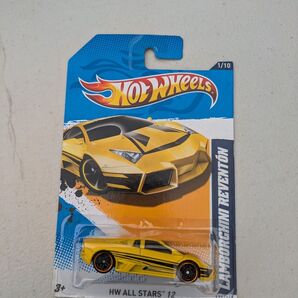 1/10
HOT WHEELS
LAMBORGHINI REVENTÓN
3+
HW ALL STARS 12